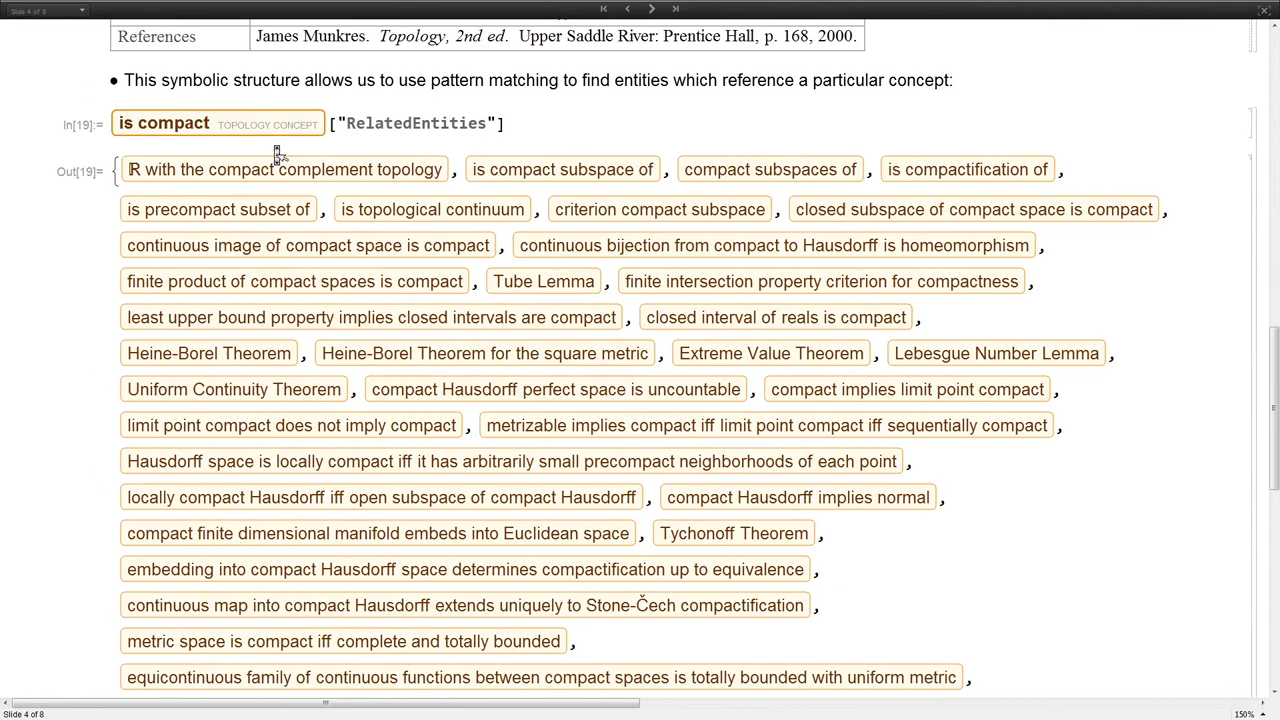 Slide 4 of 8
References James Munkres. Topology, 2nd ed. Upper Saddle River: Prentice Hall, p. 168, 2000.
• This symbolic structure allows us to use pattern matching to find entities which reference a particular concept:
In[19]:= is compact TOPOLOGY CONCEPT ["RelatedEntities"]
Out[19]= { ℝ with the compact complement topology , is compact subspace of , compact subspaces of , is compactification of ,
is precompact subset of , is topological continuum , criterion compact subspace , closed subspace of compact space is compact ,
continuous image of compact space is compact , continuous bijection from compact to Hausdorff is homeomorphism ,
finite product of compact spaces is compact , Tube Lemma , finite intersection property criterion for compactness ,
least upper bound property implies closed intervals are compact , closed interval of reals is compact ,
Heine-Borel Theorem , Heine-Borel Theorem for the square metric , Extreme Value Theorem , Lebesgue Number Lemma ,
Uniform Continuity Theorem , compact Hausdorff perfect space is uncountable , compact implies limit point compact ,
limit point compact does not imply compact , metrizable implies compact iff limit point compact iff sequentially compact ,
Hausdorff space is locally compact iff it has arbitrarily small precompact neighborhoods of each point ,
locally compact Hausdorff iff open subspace of compact Hausdorff , compact Hausdorff implies normal ,
compact finite dimensional manifold embeds into Euclidean space , Tychonoff Theorem ,
embedding into compact Hausdorff space determines compactification up to equivalence ,
continuous map into compact Hausdorff extends uniquely to Stone-Čech compactification ,
metric space is compact iff complete and totally bounded ,
equicontinuous family of continuous functions between compact spaces is totally bounded with uniform metric ,
Slide 4 of 8 150%